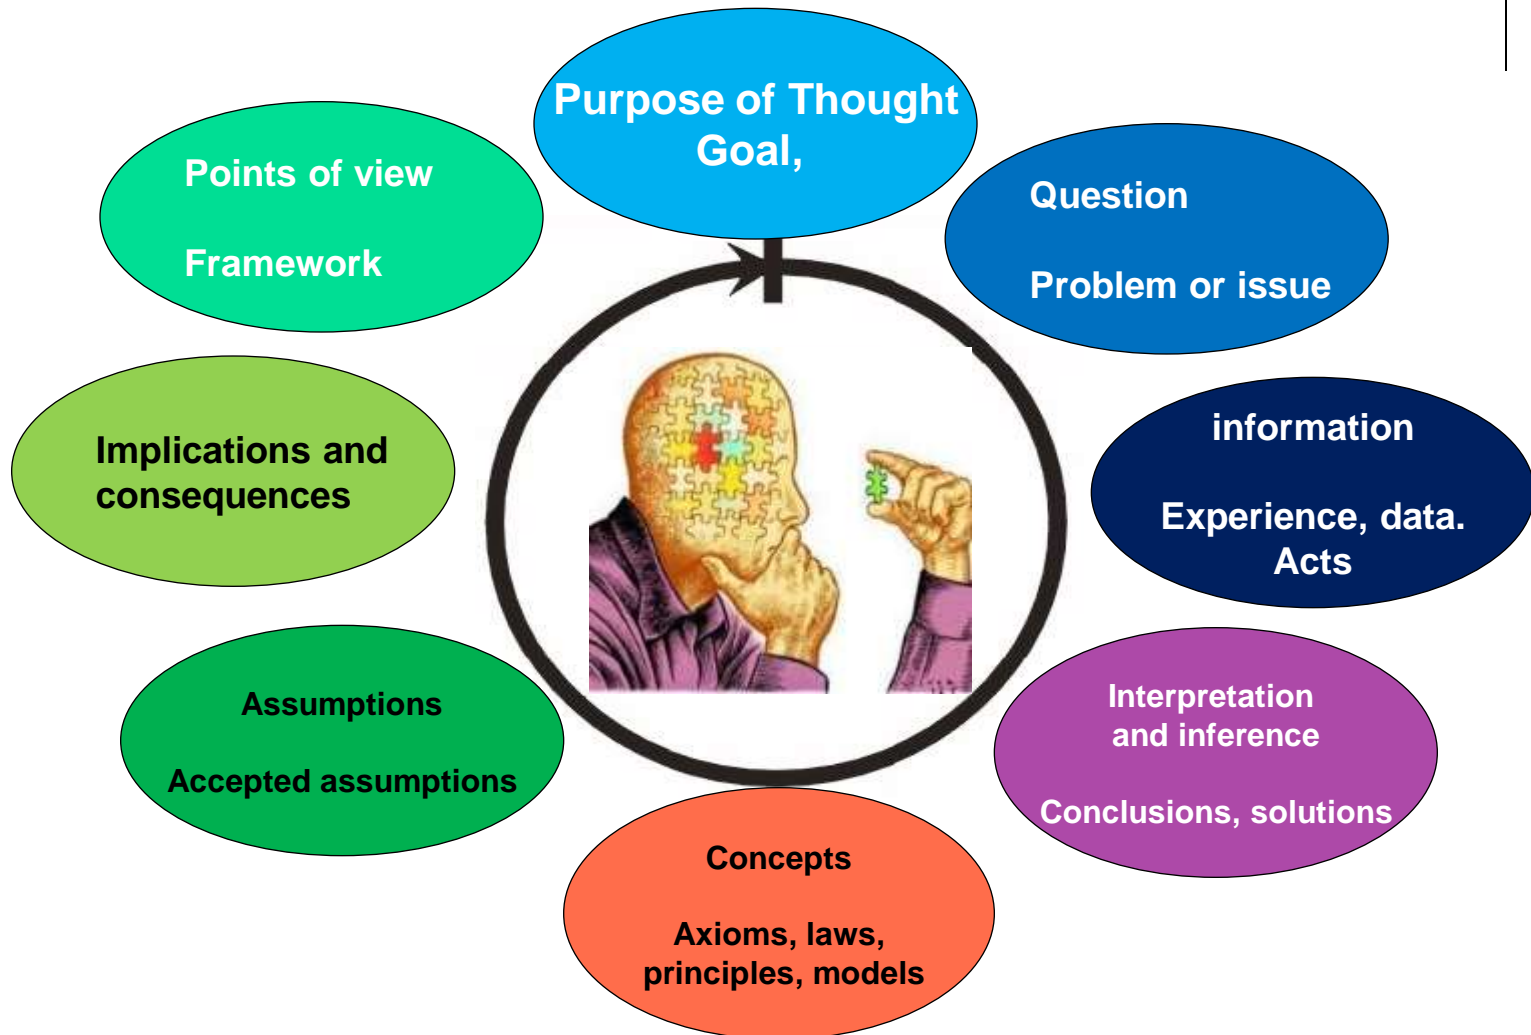 Purpose of Thought
Goal,
Question
Problem or issue
information
Experience, data.
Acts
Interpretation
and inference
Conclusions, solutions
Concepts
Axioms, laws,
principles, models
Assumptions
Accepted assumptions
Implications and
consequences
Points of view
Framework